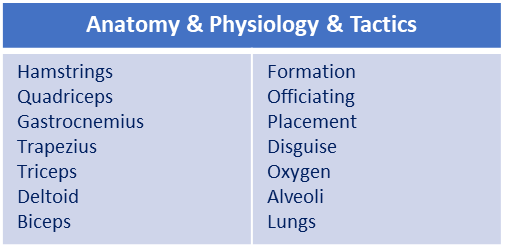 Anatomy & Physiology & Tactics
Hamstrings
Quadriceps
Gastrocnemius
Trapezius
Triceps
Deltoid
Biceps
Formation
Officiating
Placement
Disguise
Oxygen
Alveoli
Lungs